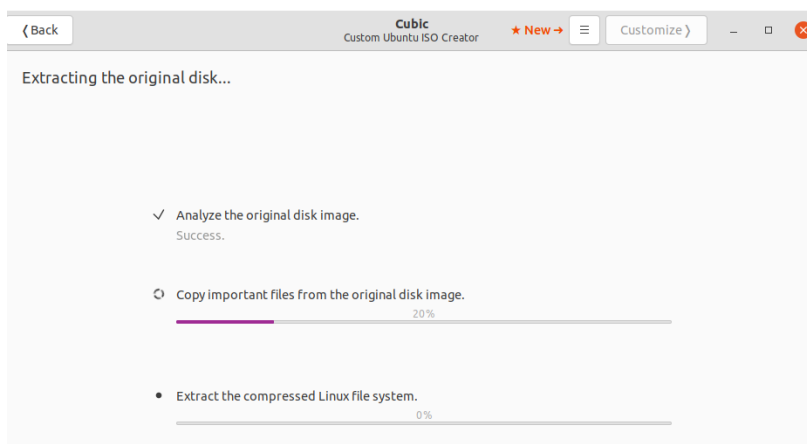 ❬Back
Cubic
Custom Ubuntu ISO Creator
★ New →
Customize❭
Extracting the original disk...
Analyze the original disk image.
Success.
Copy important files from the original disk image.
20%
Extract the compressed Linux file system.
0%